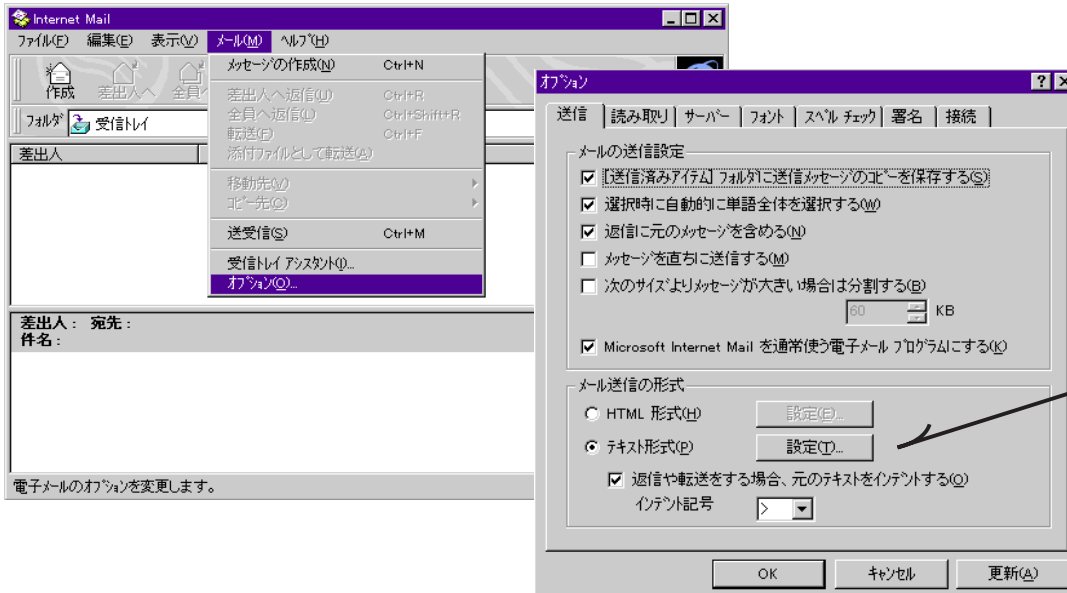 Internet Mail
ﾌｧｲﾙ(F) 編集(E) 表示(V) ﾒｰﾙ(M) ﾍﾙﾌﾟ(H)
作成 差出人へ 全員へ
ﾌｫﾙﾀﾞ 受信ﾄﾚｲ
差出人
ﾒｯｾｰｼﾞの作成(N) Ctrl+N
差出人へ返信(U) Ctrl+R
全員へ返信(L) Ctrl+Shift+R
転送(F) Ctrl+F
添付ﾌｧｲﾙとして転送(A)
移動先(V)
ｺﾋﾟｰ先(C)
送受信(S) Ctrl+M
受信ﾄﾚｲ ｱｼｽﾀﾝﾄ(I)...
ｵﾌﾟｼｮﾝ(O)...
差出人： 宛先：
件名：
電子ﾒｰﾙのｵﾌﾟｼｮﾝを変更します。
ｵﾌﾟｼｮﾝ
送信 読み取り ｻｰﾊﾞｰ ﾌｫﾝﾄ ｽﾍﾟﾙ ﾁｪｯｸ 署名 接続
ﾒｰﾙの送信設定
[送信済みｱｲﾃﾑ] ﾌｫﾙﾀﾞに送信ﾒｯｾｰｼﾞのｺﾋﾟｰを保存する(S)
選択時に自動的に単語全体を選択する(W)
返信に元のﾒｯｾｰｼﾞを含める(N)
ﾒｯｾｰｼﾞを直ちに送信する(M)
次のｻｲｽﾞよりﾒｯｾｰｼﾞが大きい場合は分割する(B)
60 KB
Microsoft Internet Mail を通常使う電子ﾒｰﾙ ﾌﾟﾛｸﾞﾗﾑにする(K)
ﾒｰﾙ送信の形式
HTML 形式(H) 設定(E)...
ﾃｷｽﾄ形式(P) 設定(T)...
返信や転送をする場合、元のﾃｷｽﾄをｲﾝﾃﾞﾝﾄする(O)
ｲﾝﾃﾞﾝﾄ記号 >
OK ｷｬﾝｾﾙ 更新(A)